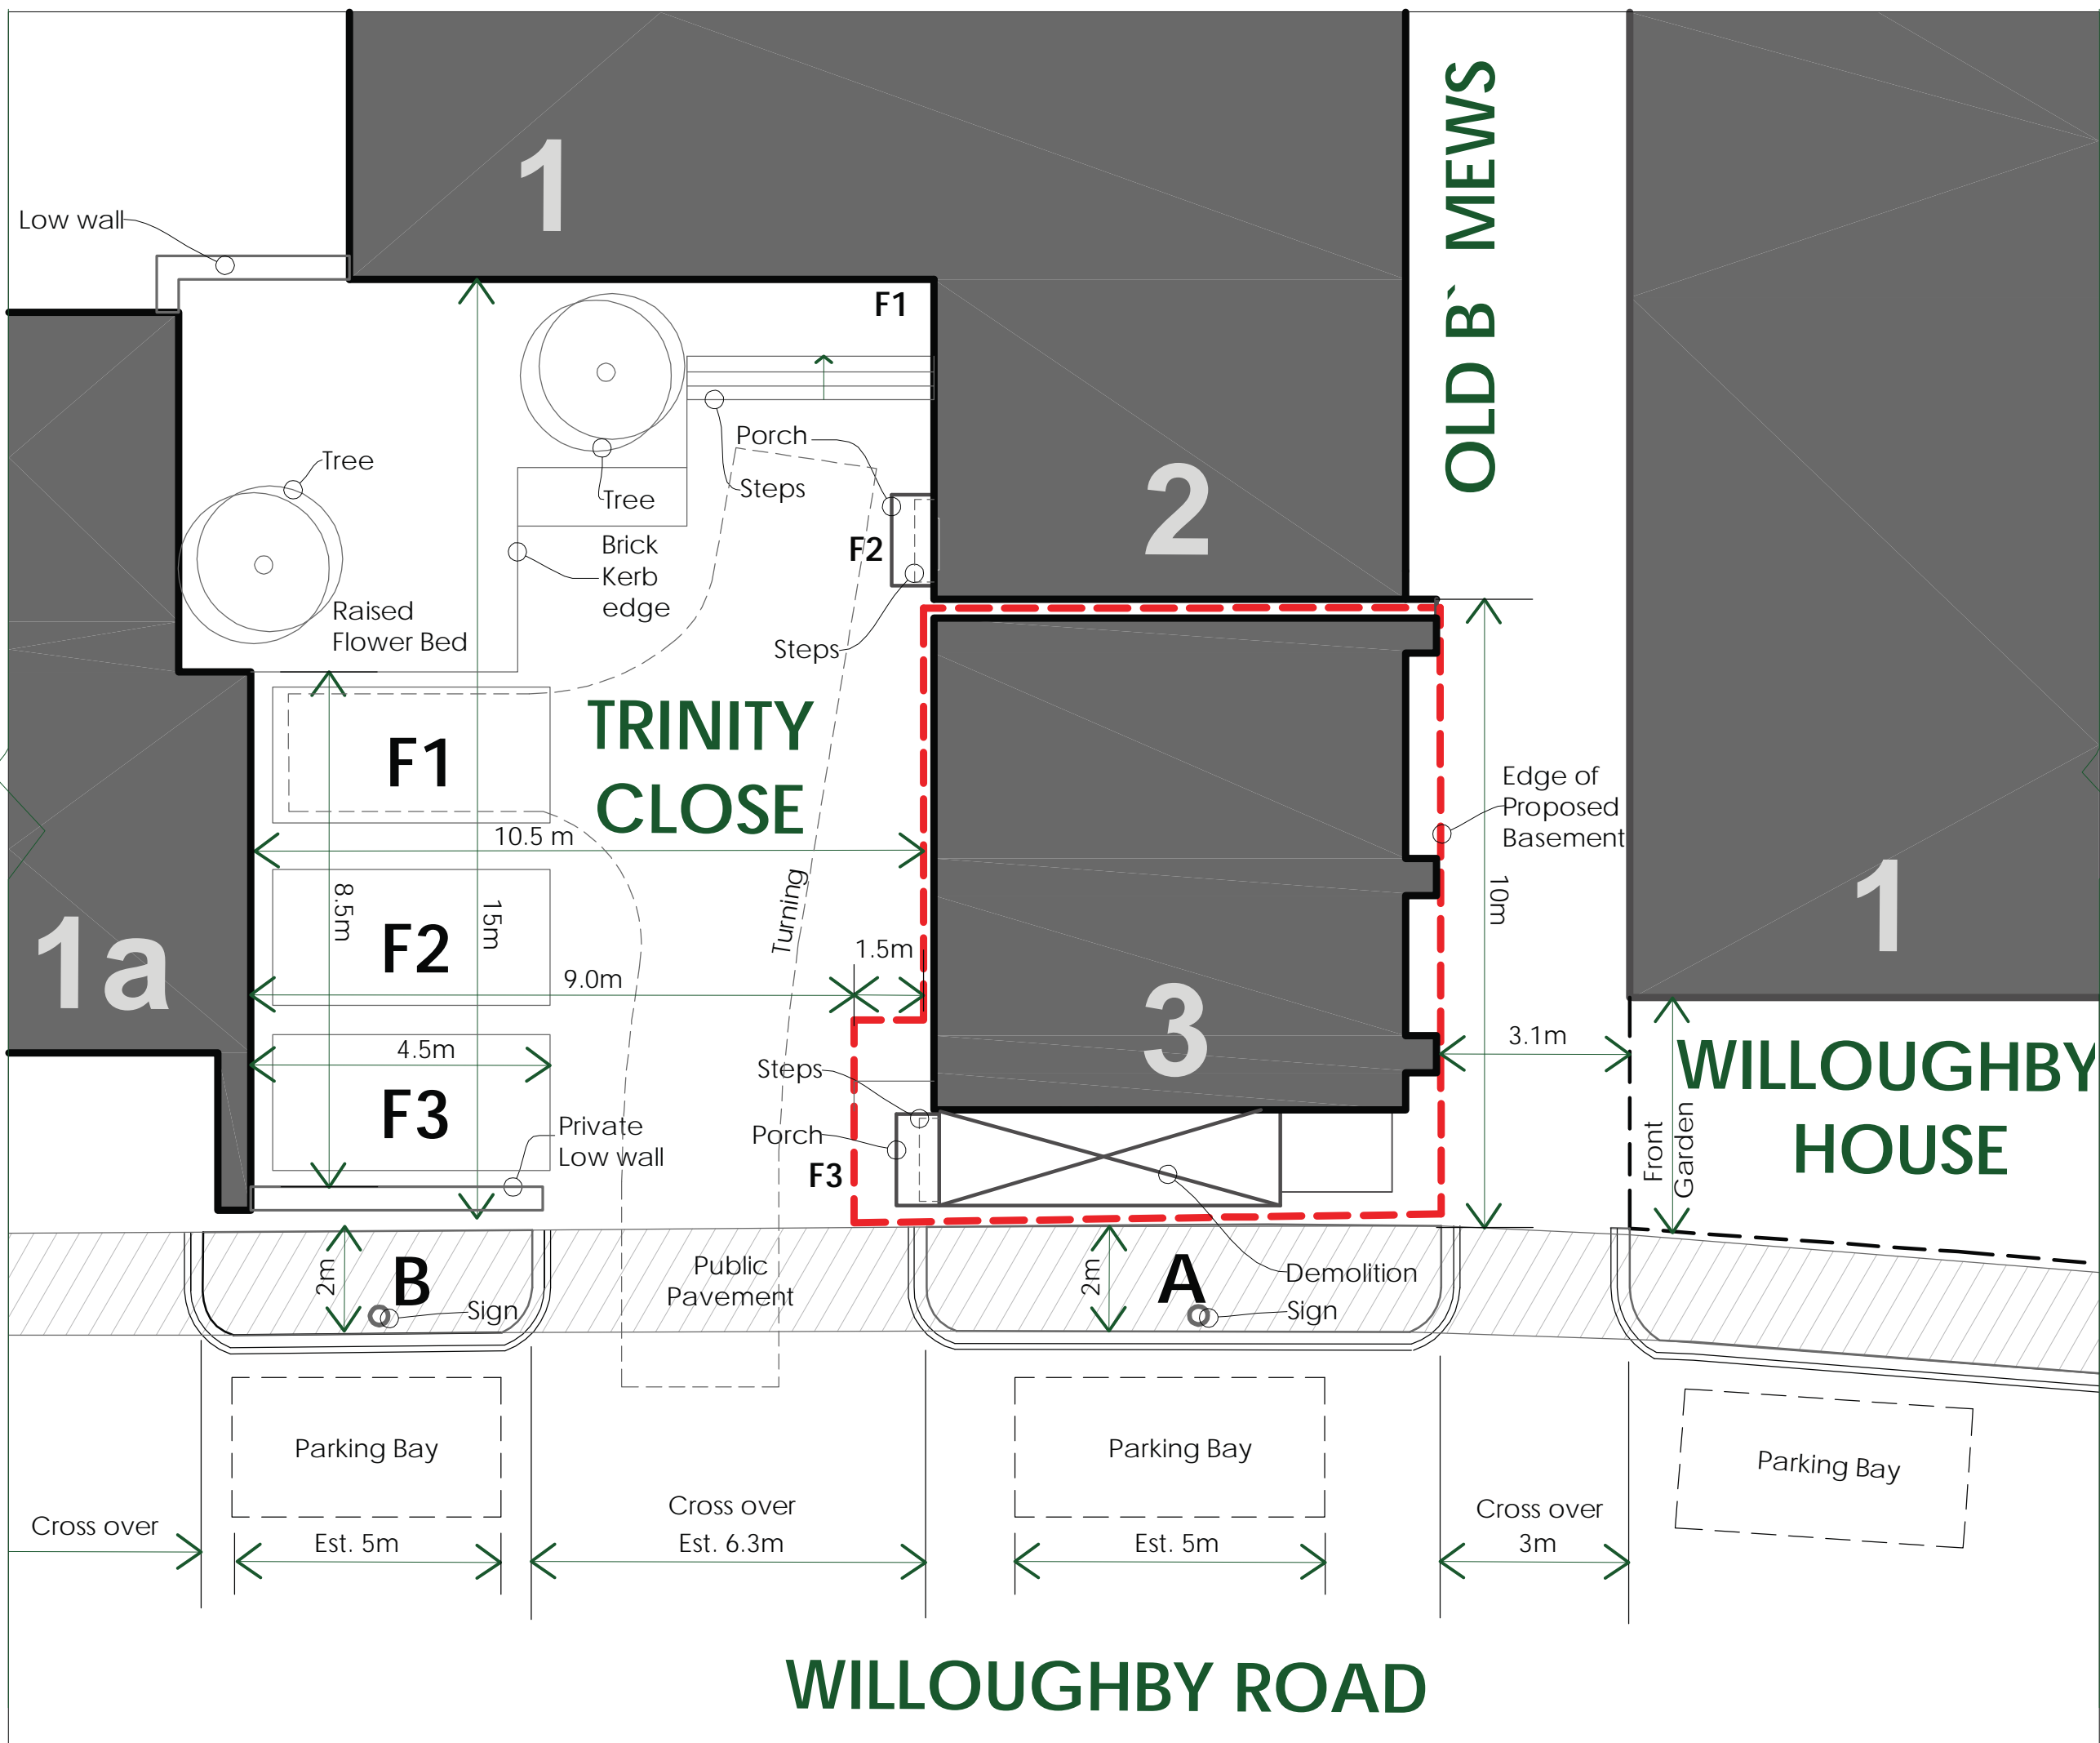 1
OLD B` MEWS
Low wall
F1
Porch
Tree
2
Steps
Tree
Brick
Kerb
edge
F2
Raised
Flower Bed
Steps
TRINITY
CLOSE
F1
Edge of
Proposed
Basement
10.5 m
8.5m
15m
Turning
10m
1
1a
F2
1.5m
9.0m
3
3.1m
4.5m
WILLOUGHBY
HOUSE
Steps
F3
Private
Low wall
Porch
F3
Front
Garden
2m
B
Sign
Public
Pavement
2m
A
Demolition
Sign
Parking Bay
Parking Bay
Parking Bay
Cross over
Est. 5m
Cross over
Est. 6.3m
Est. 5m
Cross over
3m
WILLOUGHBY ROAD